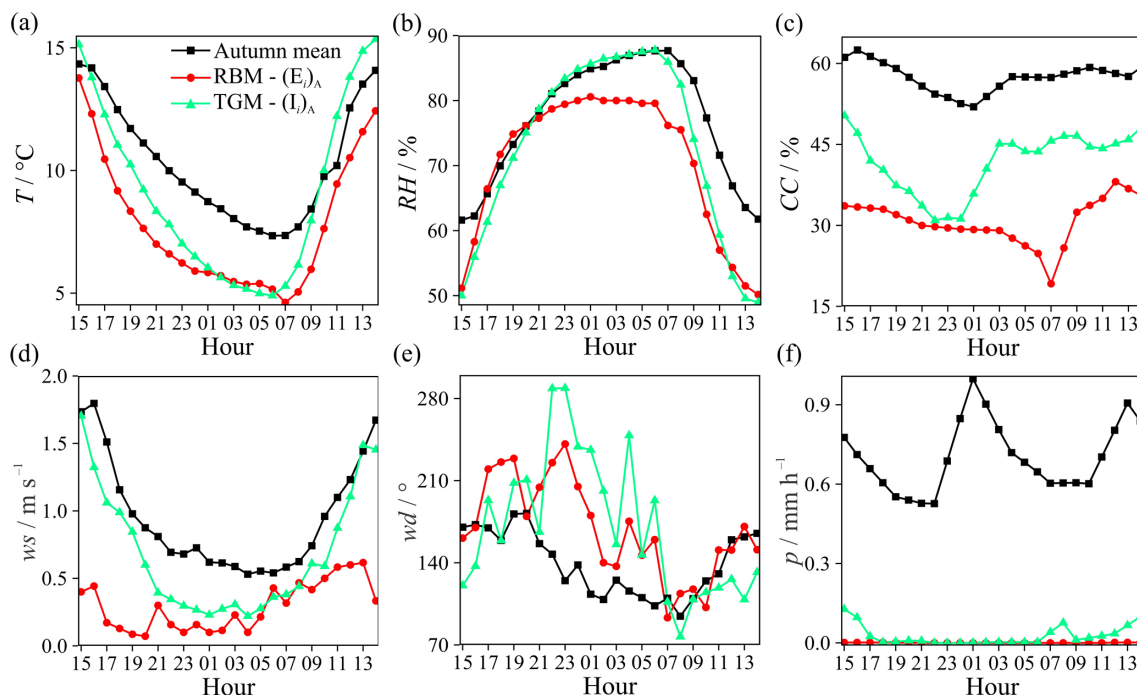 (a)
T / °C
15
10
5
Autumn mean
RBM - (Eᵢ)A
TGM - (Iᵢ)A
15 17 19 21 23 01 03 05 07 09 11 13
Hour
(b)
RH / %
90
80
70
60
50
15 17 19 21 23 01 03 05 07 09 11 13
Hour
(c)
CC / %
60
45
30
15
15 17 19 21 23 01 03 05 07 09 11 13
Hour
(d)
ws / m s⁻¹
2.0
1.5
1.0
0.5
0.0
15 17 19 21 23 01 03 05 07 09 11 13
Hour
(e)
wd / °
280
210
140
70
15 17 19 21 23 01 03 05 07 09 11 13
Hour
(f)
p / mm h⁻¹
0.9
0.6
0.3
0.0
15 17 19 21 23 01 03 05 07 09 11 13
Hour